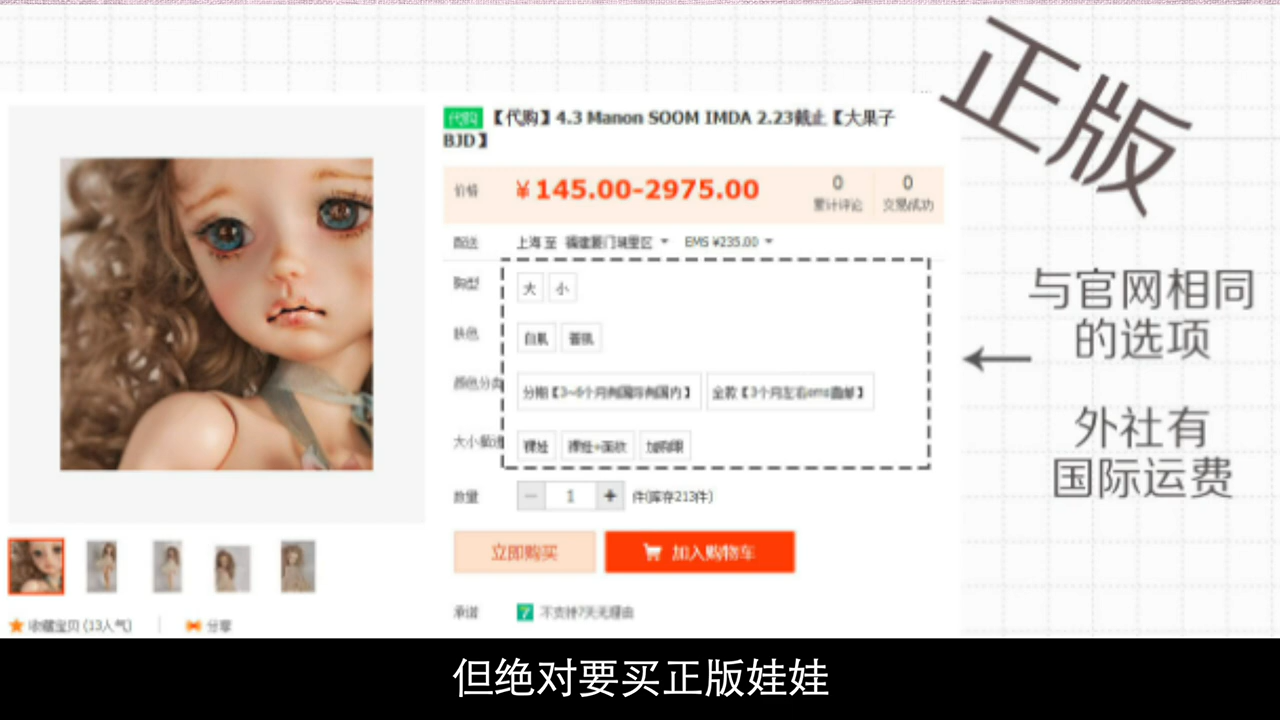 正版
代购 【代购】4.3 Manon SOOM IMDA 2.23截止【大果子
BJD】
价格 ￥145.00-2975.00
0 0
累计评论 交易成功
配送 上海 至 福建厦门 EMS ¥235.00
胸型 大 小
肤色 白肌 普肌
颜色分类 分期【3~6个月 】 全款【3个月左右ems直邮】
大小 裸娃 裸娃+面妆
数量 1 件(库存213件)
立即购买 加入购物车
收藏宝贝 (13人气) 分享
承诺 7 不支持7天无理由
与官网相同
的选项
外社有
国际运费
但绝对要买正版娃娃